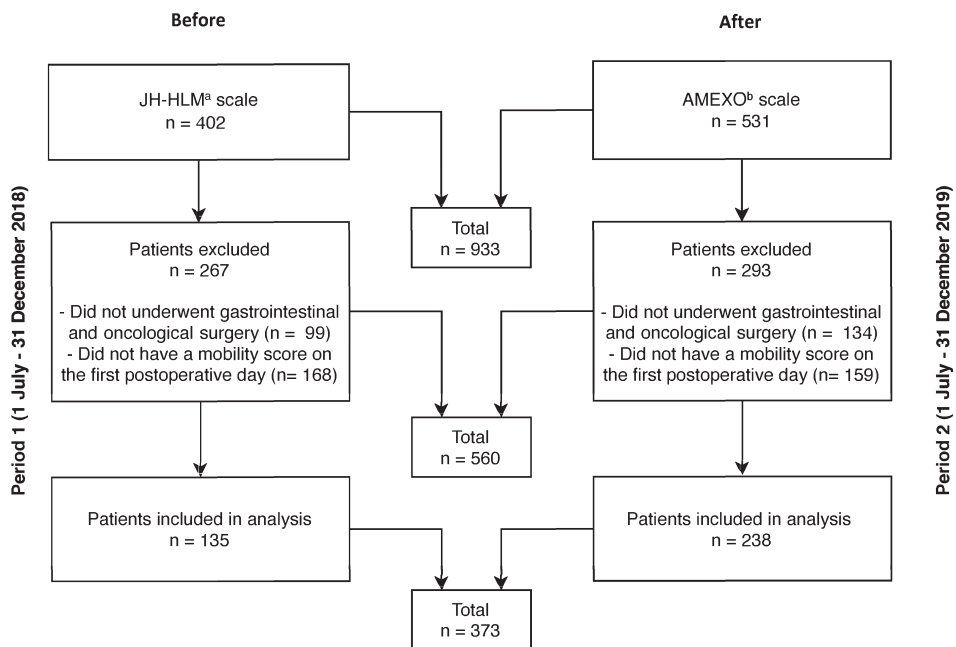 Before
After
JH-HLMᵃ scale
n = 402
AMEXOᵇ scale
n = 531
Total
n = 933
Period 1 (1 July - 31 December 2018)
Patients excluded
n = 267
- Did not underwent gastrointestinal
and oncological surgery (n = 99)
- Did not have a mobility score on
the first postoperative day (n= 168)
Patients excluded
n = 293
- Did not underwent gastrointestinal
and oncological surgery (n = 134)
- Did not have a mobility score on
the first postoperative day (n= 159)
Period 2 (1 July - 31 December 2019)
Total
n = 560
Patients included in analysis
n = 135
Patients included in analysis
n = 238
Total
n = 373